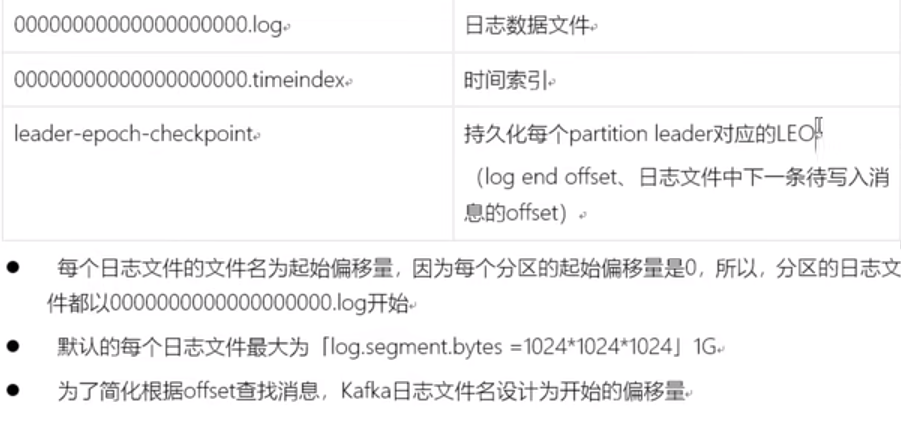 00000000000000000000.log
日志数据文件
00000000000000000000.timeindex
时间索引
leader-epoch-checkpoint
持久化每个partition leader对应的LEO
（log end offset、日志文件中下一条待写入消
息的offset）
● 每个日志文件的文件名为起始偏移量，因为每个分区的起始偏移量是0，所以，分区的日志文
件都以0000000000000000000.log开始
● 默认的每个日志文件最大为「log.segment.bytes =1024*1024*1024」1G
● 为了简化根据offset查找消息，Kafka日志文件名设计为开始的偏移量